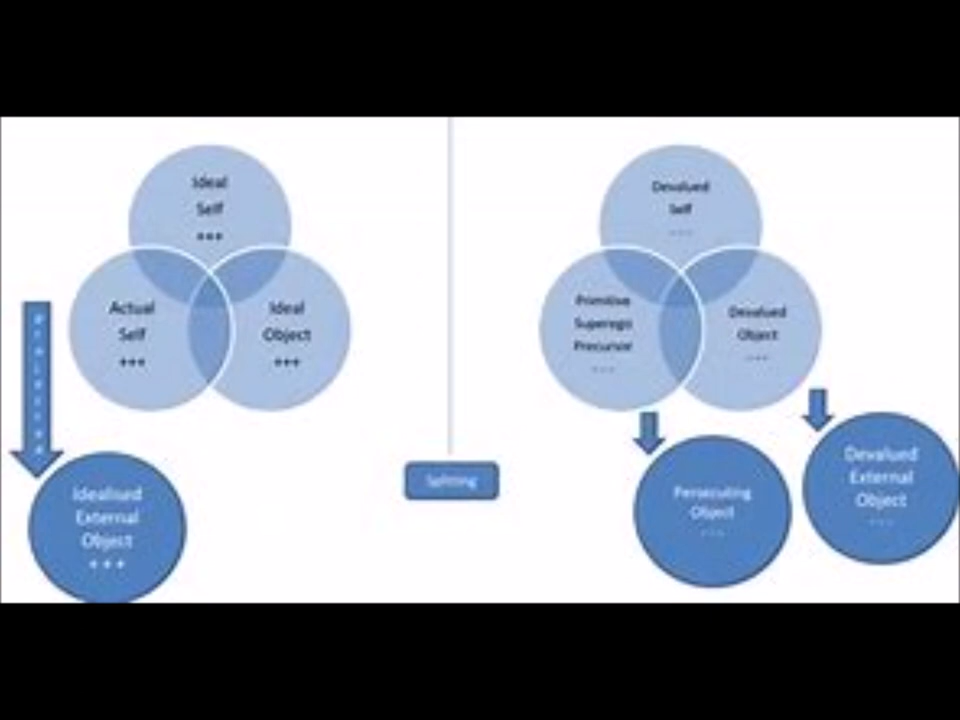 Ideal
Self
+++
Actual
Self
+++
Ideal
Object
+++
Idealised
External
Object
+++
Splitting
Devalued
Self
---
Primitive
Superego
Precursor
---
Devalued
Object
---
Persecuting
Object
---
Devalued
External
Object
---